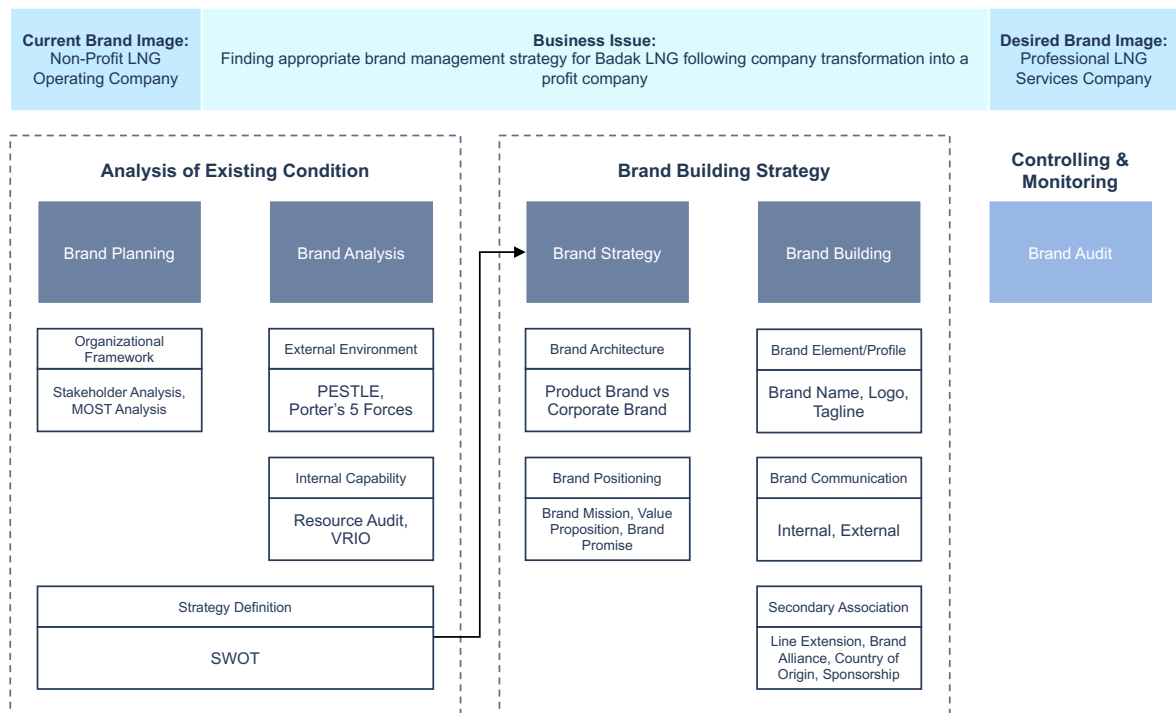 Current Brand Image:
Non-Profit LNG
Operating Company
Business Issue:
Finding appropriate brand management strategy for Badak LNG following company transformation into a
profit company
Desired Brand Image:
Professional LNG
Services Company
Analysis of Existing Condition
Brand Planning
Brand Analysis
Organizational
Framework
Stakeholder Analysis,
MOST Analysis
External Environment
PESTLE,
Porter's 5 Forces
Internal Capability
Resource Audit,
VRIO
Strategy Definition
SWOT
Brand Building Strategy
Brand Strategy
Brand Building
Brand Architecture
Product Brand vs
Corporate Brand
Brand Positioning
Brand Mission, Value
Proposition, Brand
Promise
Brand Element/Profile
Brand Name, Logo,
Tagline
Brand Communication
Internal, External
Secondary Association
Line Extension, Brand
Alliance, Country of
Origin, Sponsorship
Controlling &
Monitoring
Brand Audit